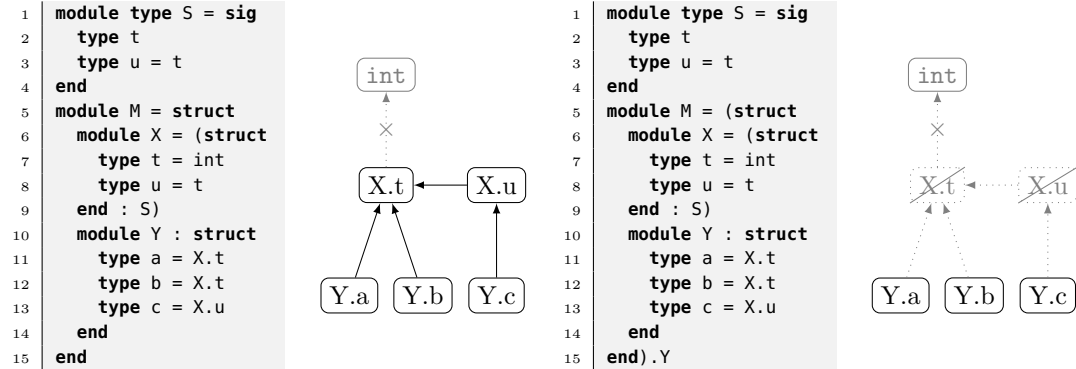 1 module type S = sig
2   type t
3   type u = t
4 end
5 module M = struct
6   module X = (struct
7     type t = int
8     type u = t
9   end : S)
10   module Y : struct
11     type a = X.t
12     type b = X.t
13     type c = X.u
14   end
15 end
int
X.t X.u
Y.a Y.b Y.c
1 module type S = sig
2   type t
3   type u = t
4 end
5 module M = (struct
6   module X = (struct
7     type t = int
8     type u = t
9   end : S)
10   module Y : struct
11     type a = X.t
12     type b = X.t
13     type c = X.u
14   end
15 end).Y
int
X.t X.u
Y.a Y.b Y.c